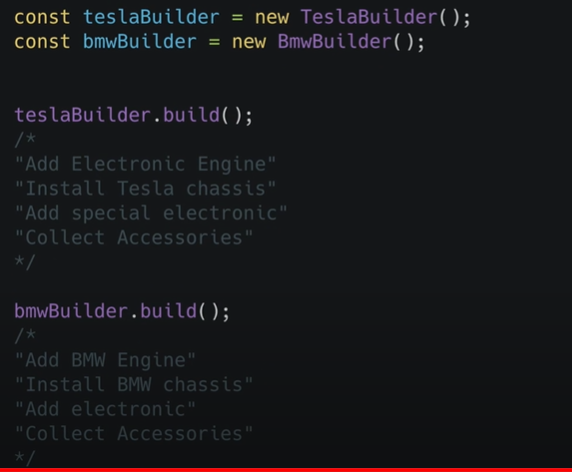 const teslaBuilder = new TeslaBuilder();
const bmwBuilder = new BmwBuilder();
teslaBuilder.build();
/*
"Add Electronic Engine"
"Install Tesla chassis"
"Add special electronic"
"Collect Accessories"
*/
bmwBuilder.build();
/*
"Add BMW Engine"
"Install BMW chassis"
"Add electronic"
"Collect Accessories"
*/